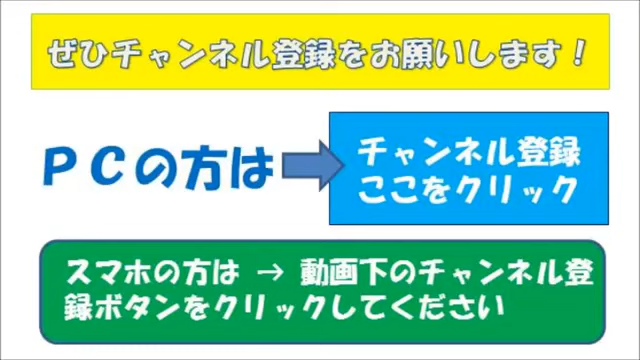 ぜひチャンネル登録をお願いします！
ＰＣの方は
チャンネル登録
ここをクリック
スマホの方は → 動画下のチャンネル登
録ボタンをクリックしてください